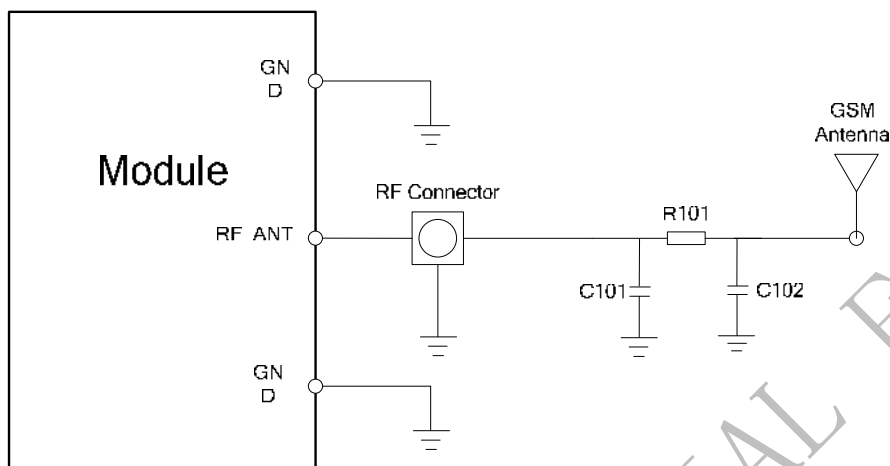 GN
D
GSM
Antenna
Module
RF Connector
R101
RF ANT
C101
C102
GN
D